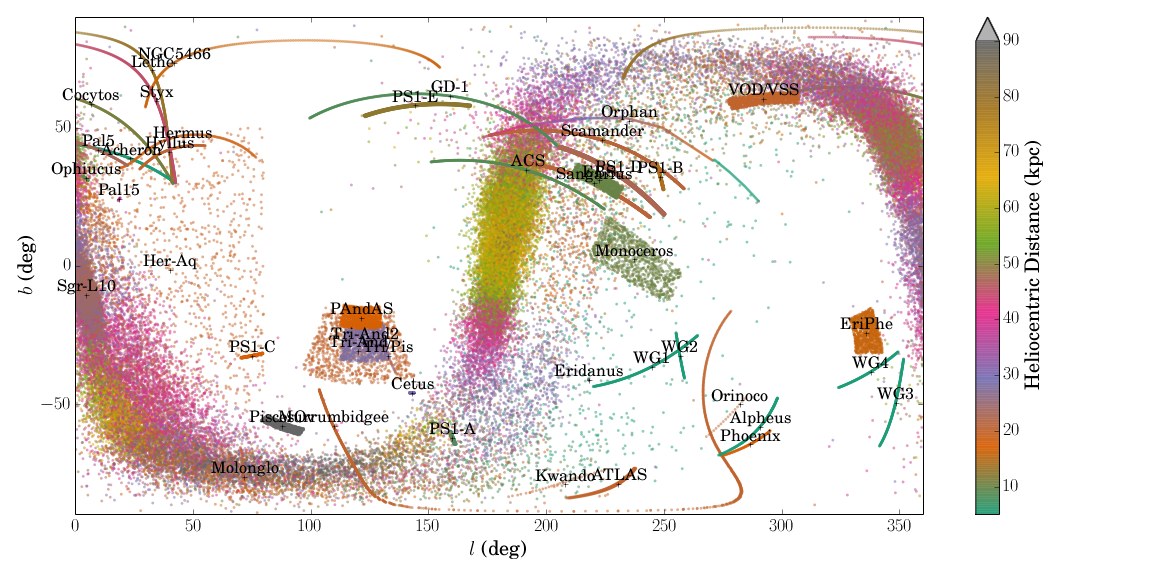 NGC5466
Lethe
Cocytos
Styx
GD-1
PS1-E
VOD/VSS
Orphan
Scamander
Hermus
Hyllus
Pal5
Acheron
Ophiucus
Pal15
ACS
PS1-D
PS1-B
Sangarius
Monoceros
Her-Aq
Sgr-L10
PAndAS
Tri-And2
Tri-And
Tri/Pis
PS1-C
EriPhe
WG2
WG1
WG4
Eridanus
Cetus
WG3
Orinoco
Alpheus
Phoenix
Murrumbidgee
PS1-A
Molonglo
Kwando
ATLAS
50
0
−50
b (deg)
0 50 100 150 200 250 300 350
l (deg)
90
80
70
60
50
40
30
20
10
Heliocentric Distance (kpc)